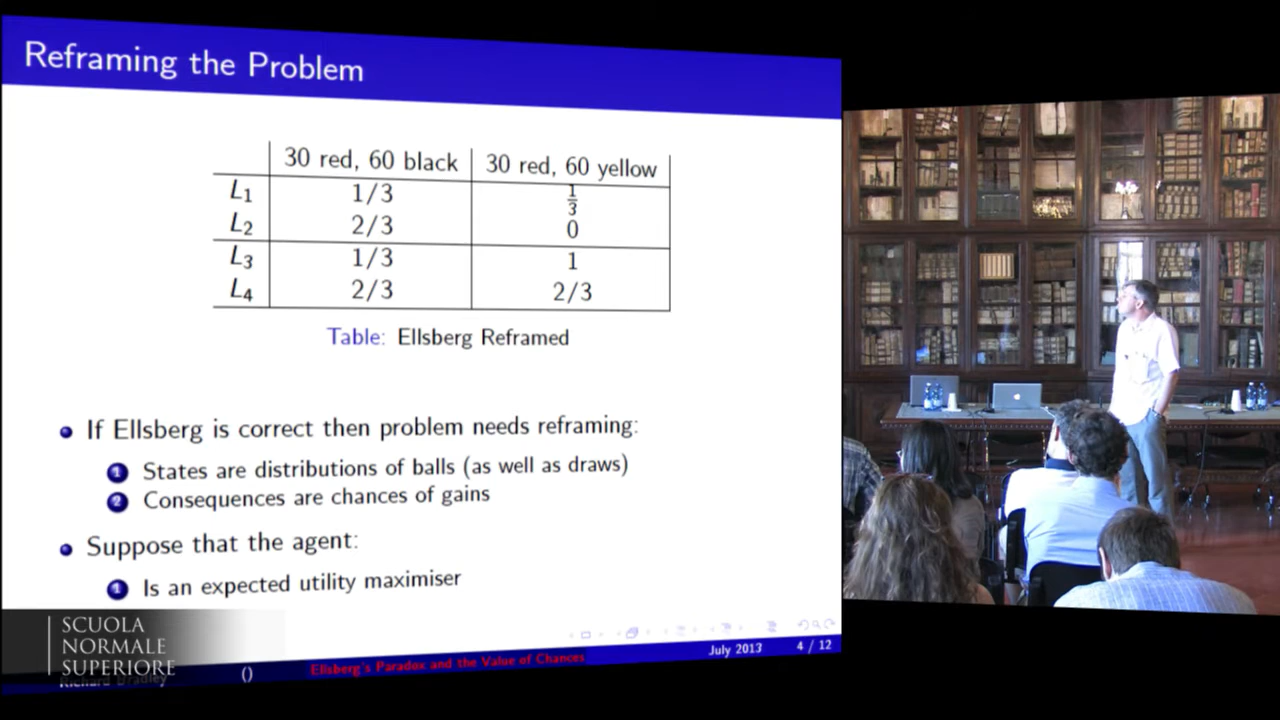 Reframing the Problem
30 red, 60 black 30 red, 60 yellow
L1 1/3 1/3
L2 2/3 0
L3 1/3 1
L4 2/3 2/3
Table: Ellsberg Reframed
If Ellsberg is correct then problem needs reframing:
1 States are distributions of balls (as well as draws)
2 Consequences are chances of gains
Suppose that the agent:
1 Is an expected utility maximiser
SCUOLA
NORMALE
SUPERIORE
Richard Bradley () Ellsberg's Paradox and the Value of Chances July 2013 4 / 12